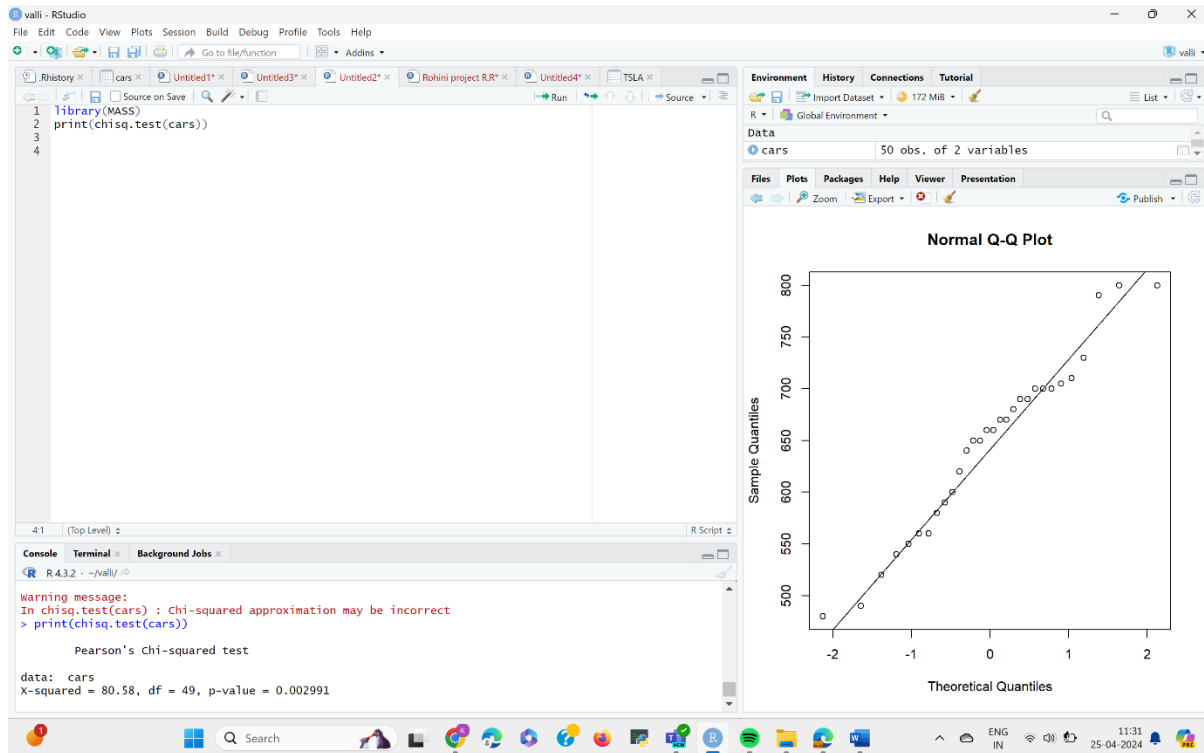 valli - RStudio
File Edit Code View Plots Session Build Debug Profile Tools Help
Go to file/function Addins valli
.Rhistory cars Untitled1* Untitled3* Untitled2* Rohini project R.R* Untitled4* TSLA
Source on Save Run Source
1 library(MASS)
2 print(chisq.test(cars))
3
4
4:1 (Top Level) R Script
Console Terminal Background Jobs
R 4.3.2 · ~/valli/
Warning message:
In chisq.test(cars) : Chi-squared approximation may be incorrect
> print(chisq.test(cars))
Pearson's Chi-squared test
data: cars
X-squared = 80.58, df = 49, p-value = 0.002991
Environment History Connections Tutorial
Import Dataset 172 MiB List
R Global Environment
Data
cars 50 obs. of 2 variables
Files Plots Packages Help Viewer Presentation
Zoom Export Publish
Normal Q-Q Plot
Sample Quantiles
800
750
700
650
600
550
500
-2 -1 0 1 2
Theoretical Quantiles
1 Search NEW ENG 11:31
IN 25-04-2024